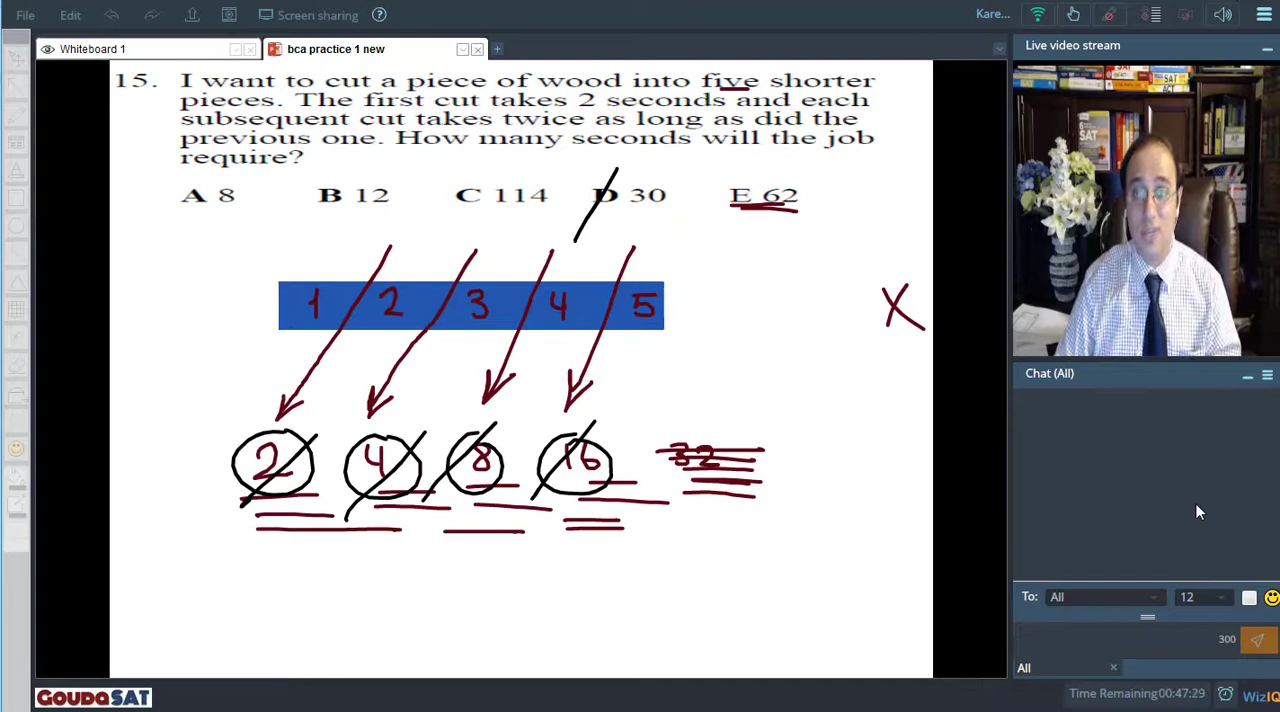 File Edit Screen sharing ? Kare...
Whiteboard 1 bca practice 1 new + Live video stream
15. I want to cut a piece of wood into five shorter
pieces. The first cut takes 2 seconds and each
subsequent cut takes twice as long as did the
previous one. How many seconds will the job
require?
A 8 B 12 C 114 D 30 E 62
1 2 3 4 5
X
2 4 8 16 32
SAT
AP
Chat (All)
To: All 12
300
All
GOUDASAT
Time Remaining00:47:29 WizIQ